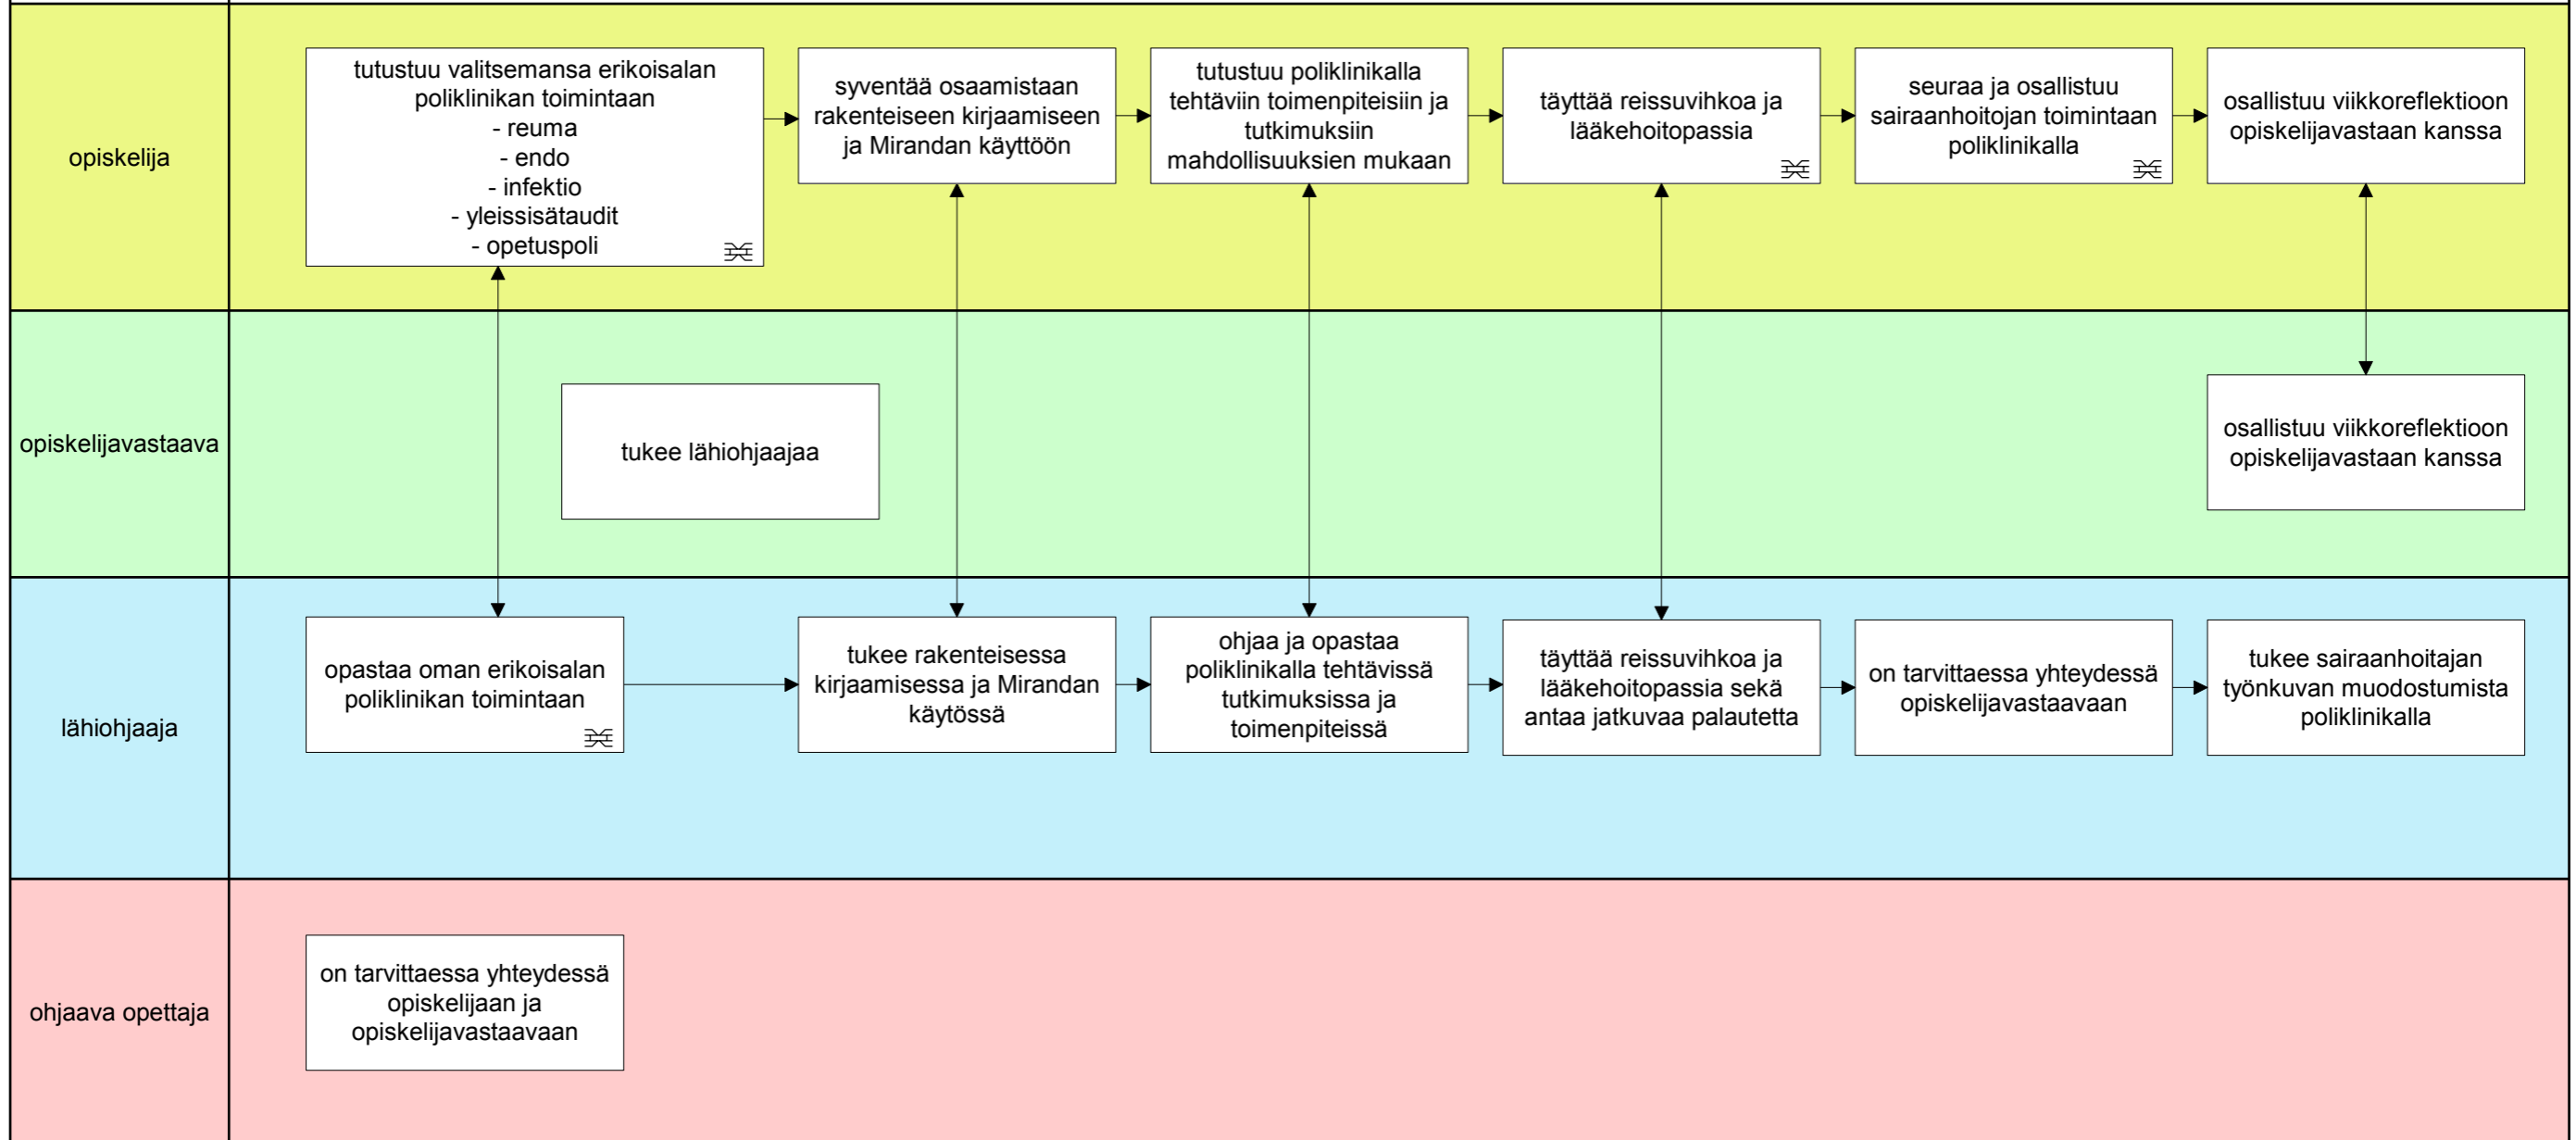 opiskelija
tutustuu valitsemansa erikoisalan
poliklinikan toimintaan
- reuma
- endo
- infektio
- yleissisätaudit
- opetuspoli
syventää osaamistaan
rakenteiseen kirjaamiseen
ja Mirandan käyttöön
tutustuu poliklinikalla
tehtäviin toimenpiteisiin ja
tutkimuksiin
mahdollisuuksien mukaan
täyttää reissuvihkoa ja
lääkehoitopassia
seuraa ja osallistuu
sairaanhoitojan toimintaan
poliklinikalla
osallistuu viikkoreflektioon
opiskelijavastaan kanssa
opiskelijavastaava
tukee lähiohjaajaa
osallistuu viikkoreflektioon
opiskelijavastaan kanssa
lähiohjaaja
opastaa oman erikoisalan
poliklinikan toimintaan
tukee rakenteisessa
kirjaamisessa ja Mirandan
käytössä
ohjaa ja opastaa
poliklinikalla tehtävissä
tutkimuksissa ja
toimenpiteissä
täyttää reissuvihkoa ja
lääkehoitopassia sekä
antaa jatkuvaa palautetta
on tarvittaessa yhteydessä
opiskelijavastaavaan
tukee sairaanhoitajan
työnkuvan muodostumista
poliklinikalla
ohjaava opettaja
on tarvittaessa yhteydessä
opiskelijaan ja
opiskelijavastaavaan